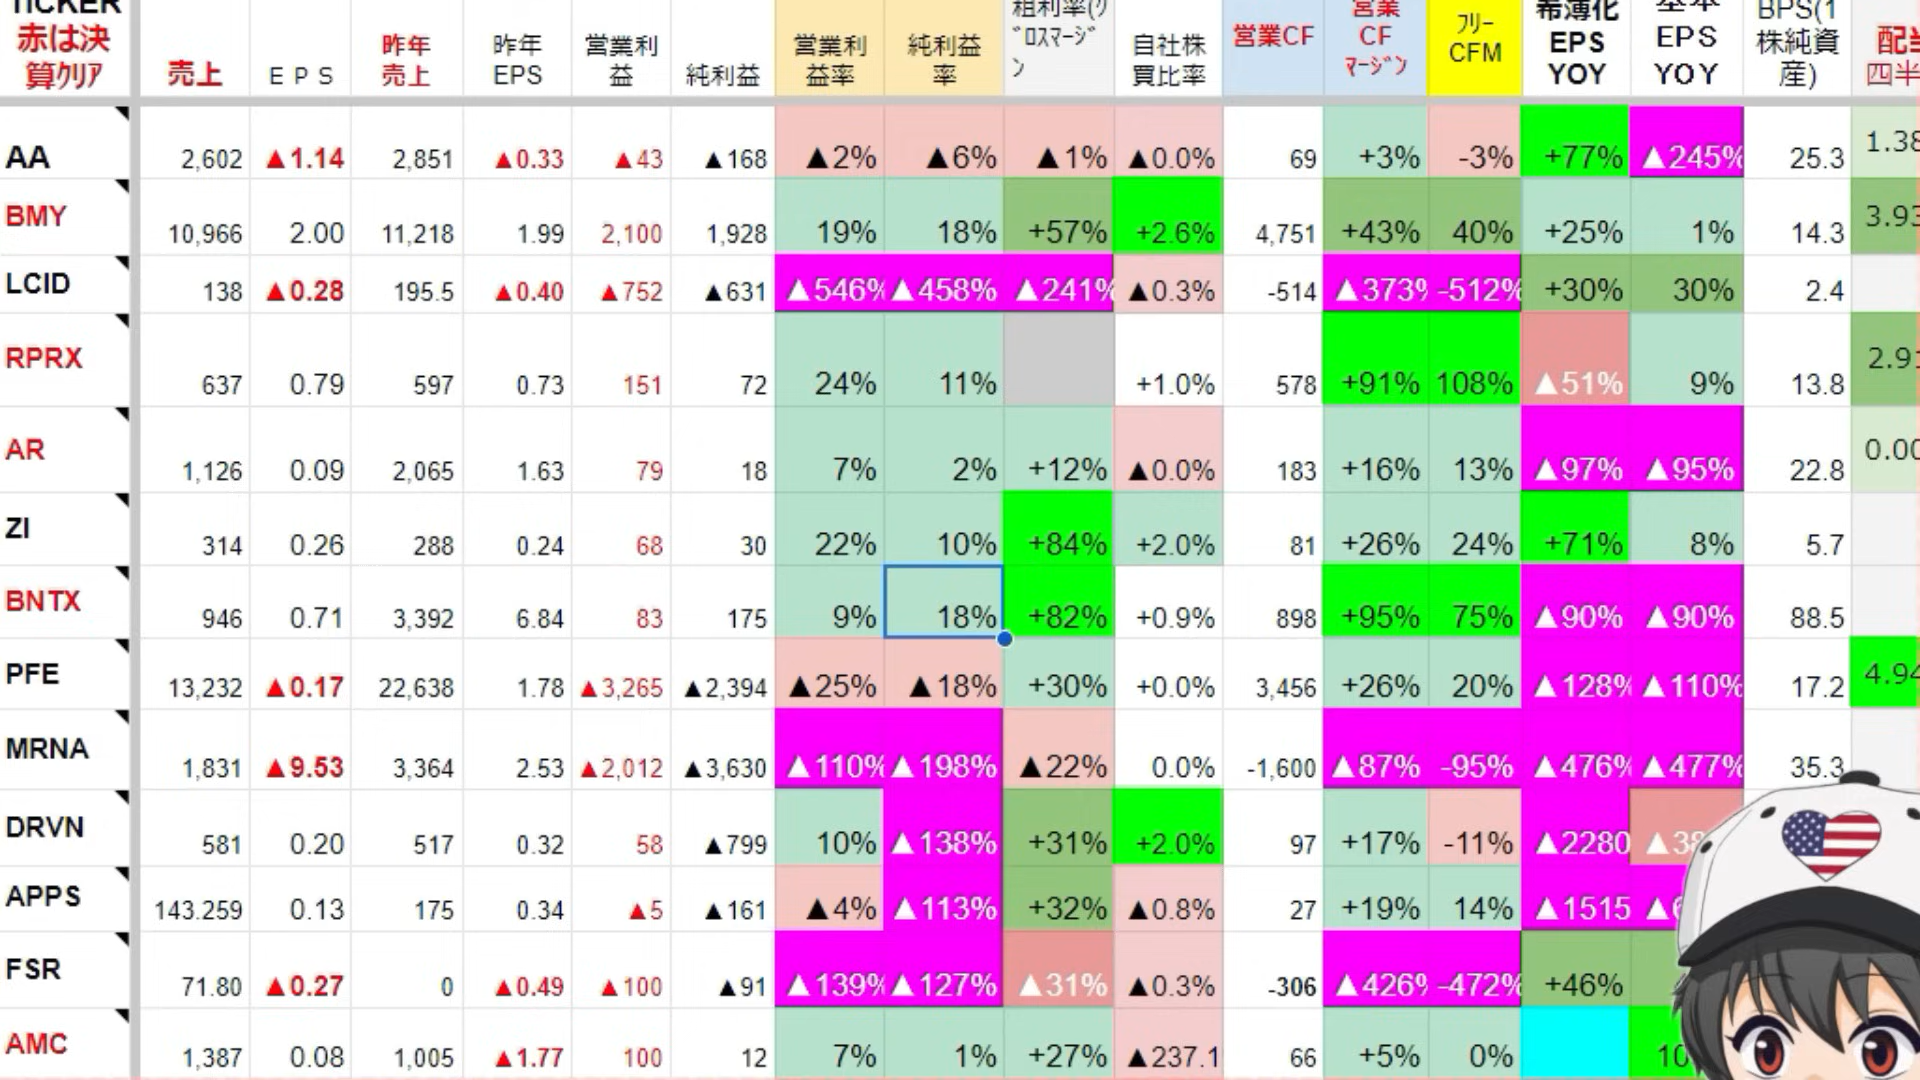 TICKER
赤は決
算ｸﾘｱ
売上
ＥＰＳ
昨年
売上
昨年
EPS
営業利
益
純利益
営業利
益率
純利益
率
粗利率(ｸﾞ
ﾛｽﾏｰｼﾞ
ﾝ
自社株
買比率
営業CF
営業
CF
ﾏｰｼﾞﾝ
ﾌﾘｰ
CFM
希薄化
EPS
YOY
基本
EPS
YOY
BPS(1
株純資
産)
配当
四半
AA 2,602 ▲1.14 2,851 ▲0.33 ▲43 ▲168 ▲2% ▲6% ▲1% ▲0.0% 69 +3% -3% +77% ▲245% 25.3 1.38
BMY 10,966 2.00 11,218 1.99 2,100 1,928 19% 18% +57% +2.6% 4,751 +43% 40% +25% 1% 14.3 3.93
LCID 138 ▲0.28 195.5 ▲0.40 ▲752 ▲631 ▲546% ▲458% ▲241% ▲0.3% -514 ▲373% -512% +30% 30% 2.4
RPRX 637 0.79 597 0.73 151 72 24% 11% +1.0% 578 +91% 108% ▲51% 9% 13.8 2.91
AR 1,126 0.09 2,065 1.63 79 18 7% 2% +12% ▲0.0% 183 +16% 13% ▲97% ▲95% 22.8 0.00
ZI 314 0.26 288 0.24 68 30 22% 10% +84% +2.0% 81 +26% 24% +71% 8% 5.7
BNTX 946 0.71 3,392 6.84 83 175 9% 18% +82% +0.9% 898 +95% 75% ▲90% ▲90% 88.5
PFE 13,232 ▲0.17 22,638 1.78 ▲3,265 ▲2,394 ▲25% ▲18% +30% +0.0% 3,456 +26% 20% ▲128% ▲110% 17.2 4.94
MRNA 1,831 ▲9.53 3,364 2.53 ▲2,012 ▲3,630 ▲110% ▲198% ▲22% 0.0% -1,600 ▲87% -95% ▲476% ▲477% 35.3
DRVN 581 0.20 517 0.32 58 ▲799 10% ▲138% +31% +2.0% 97 +17% -11% ▲2280 ▲38
APPS 143.259 0.13 175 0.34 ▲5 ▲161 ▲4% ▲113% +32% ▲0.8% 27 +19% 14% ▲1515 ▲6
FSR 71.80 ▲0.27 0 ▲0.49 ▲100 ▲91 ▲139% ▲127% ▲31% ▲0.3% -306 ▲426% -472% +46%
AMC 1,387 0.08 1,005 ▲1.77 100 12 7% 1% +27% ▲237.1 66 +5% 0% 10